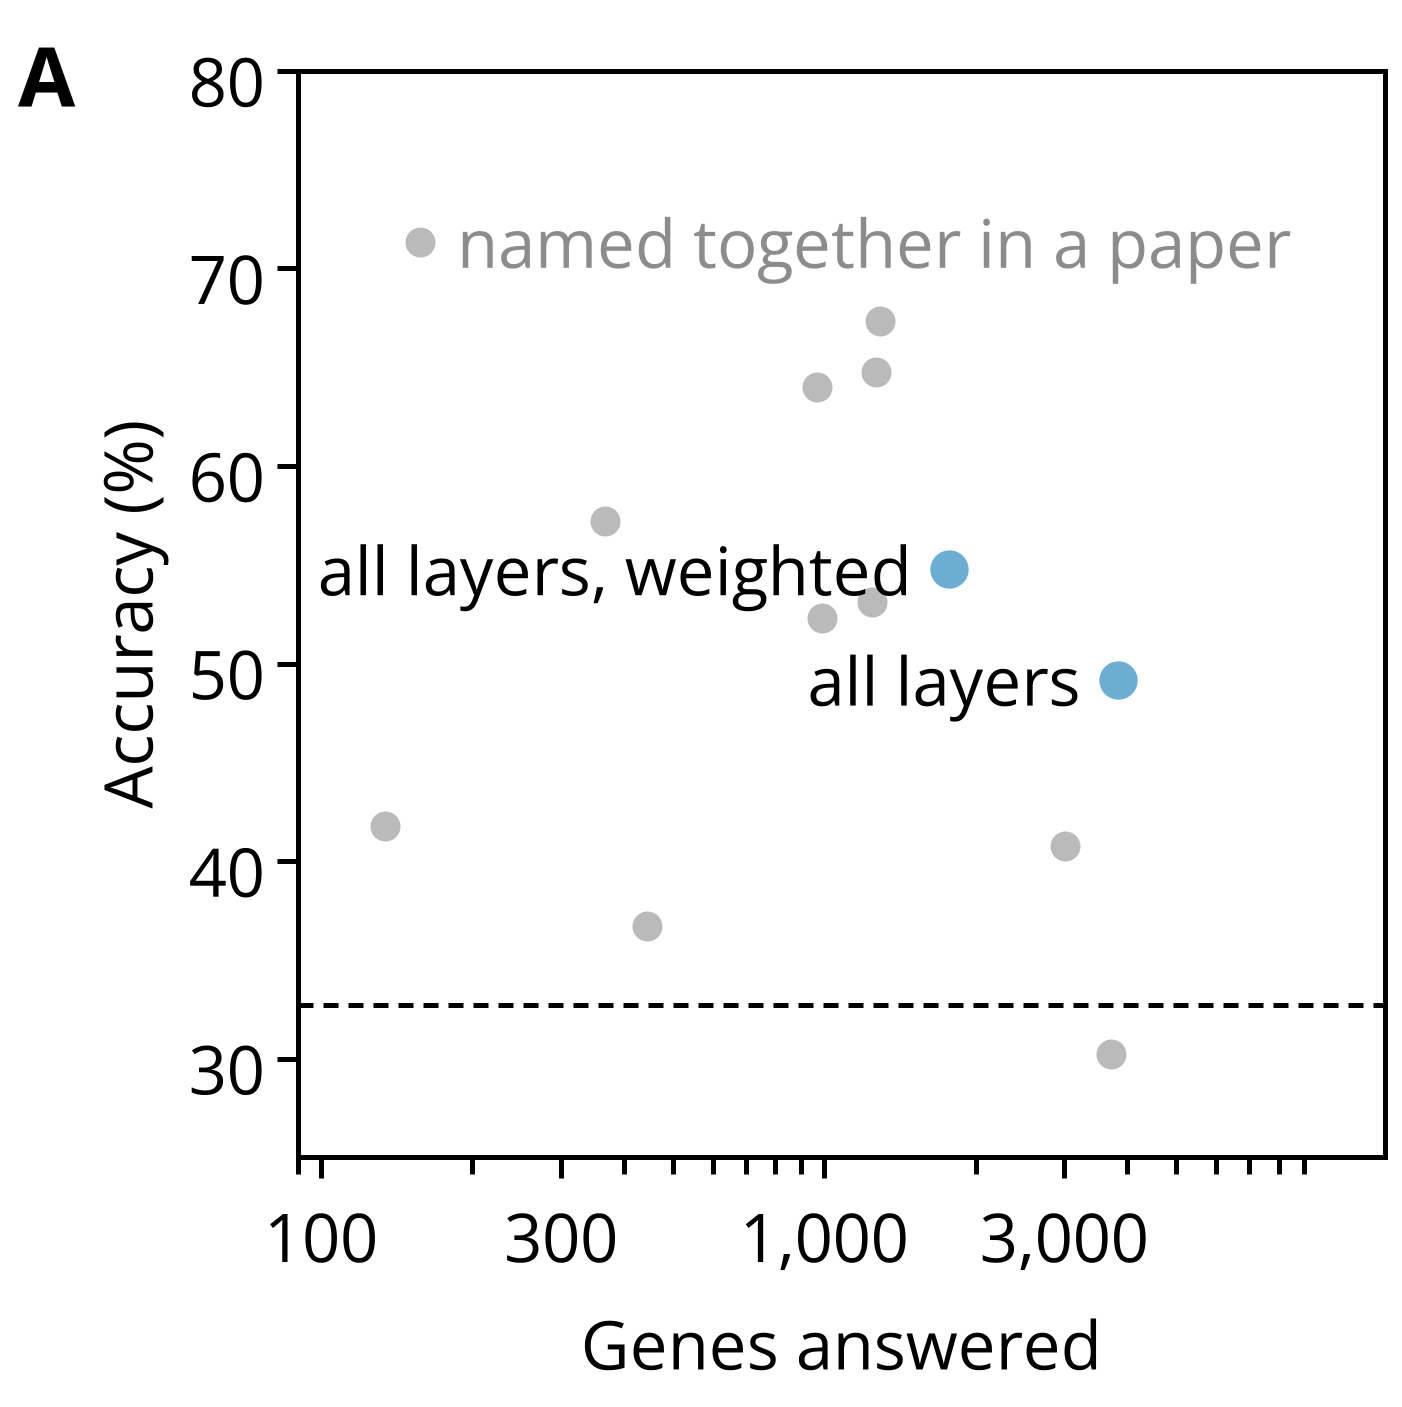 A
80
named together in a paper
70
60
all layers, weighted
50
all layers
40
30
Accuracy (%)
100 300 1,000 3,000
Genes answered